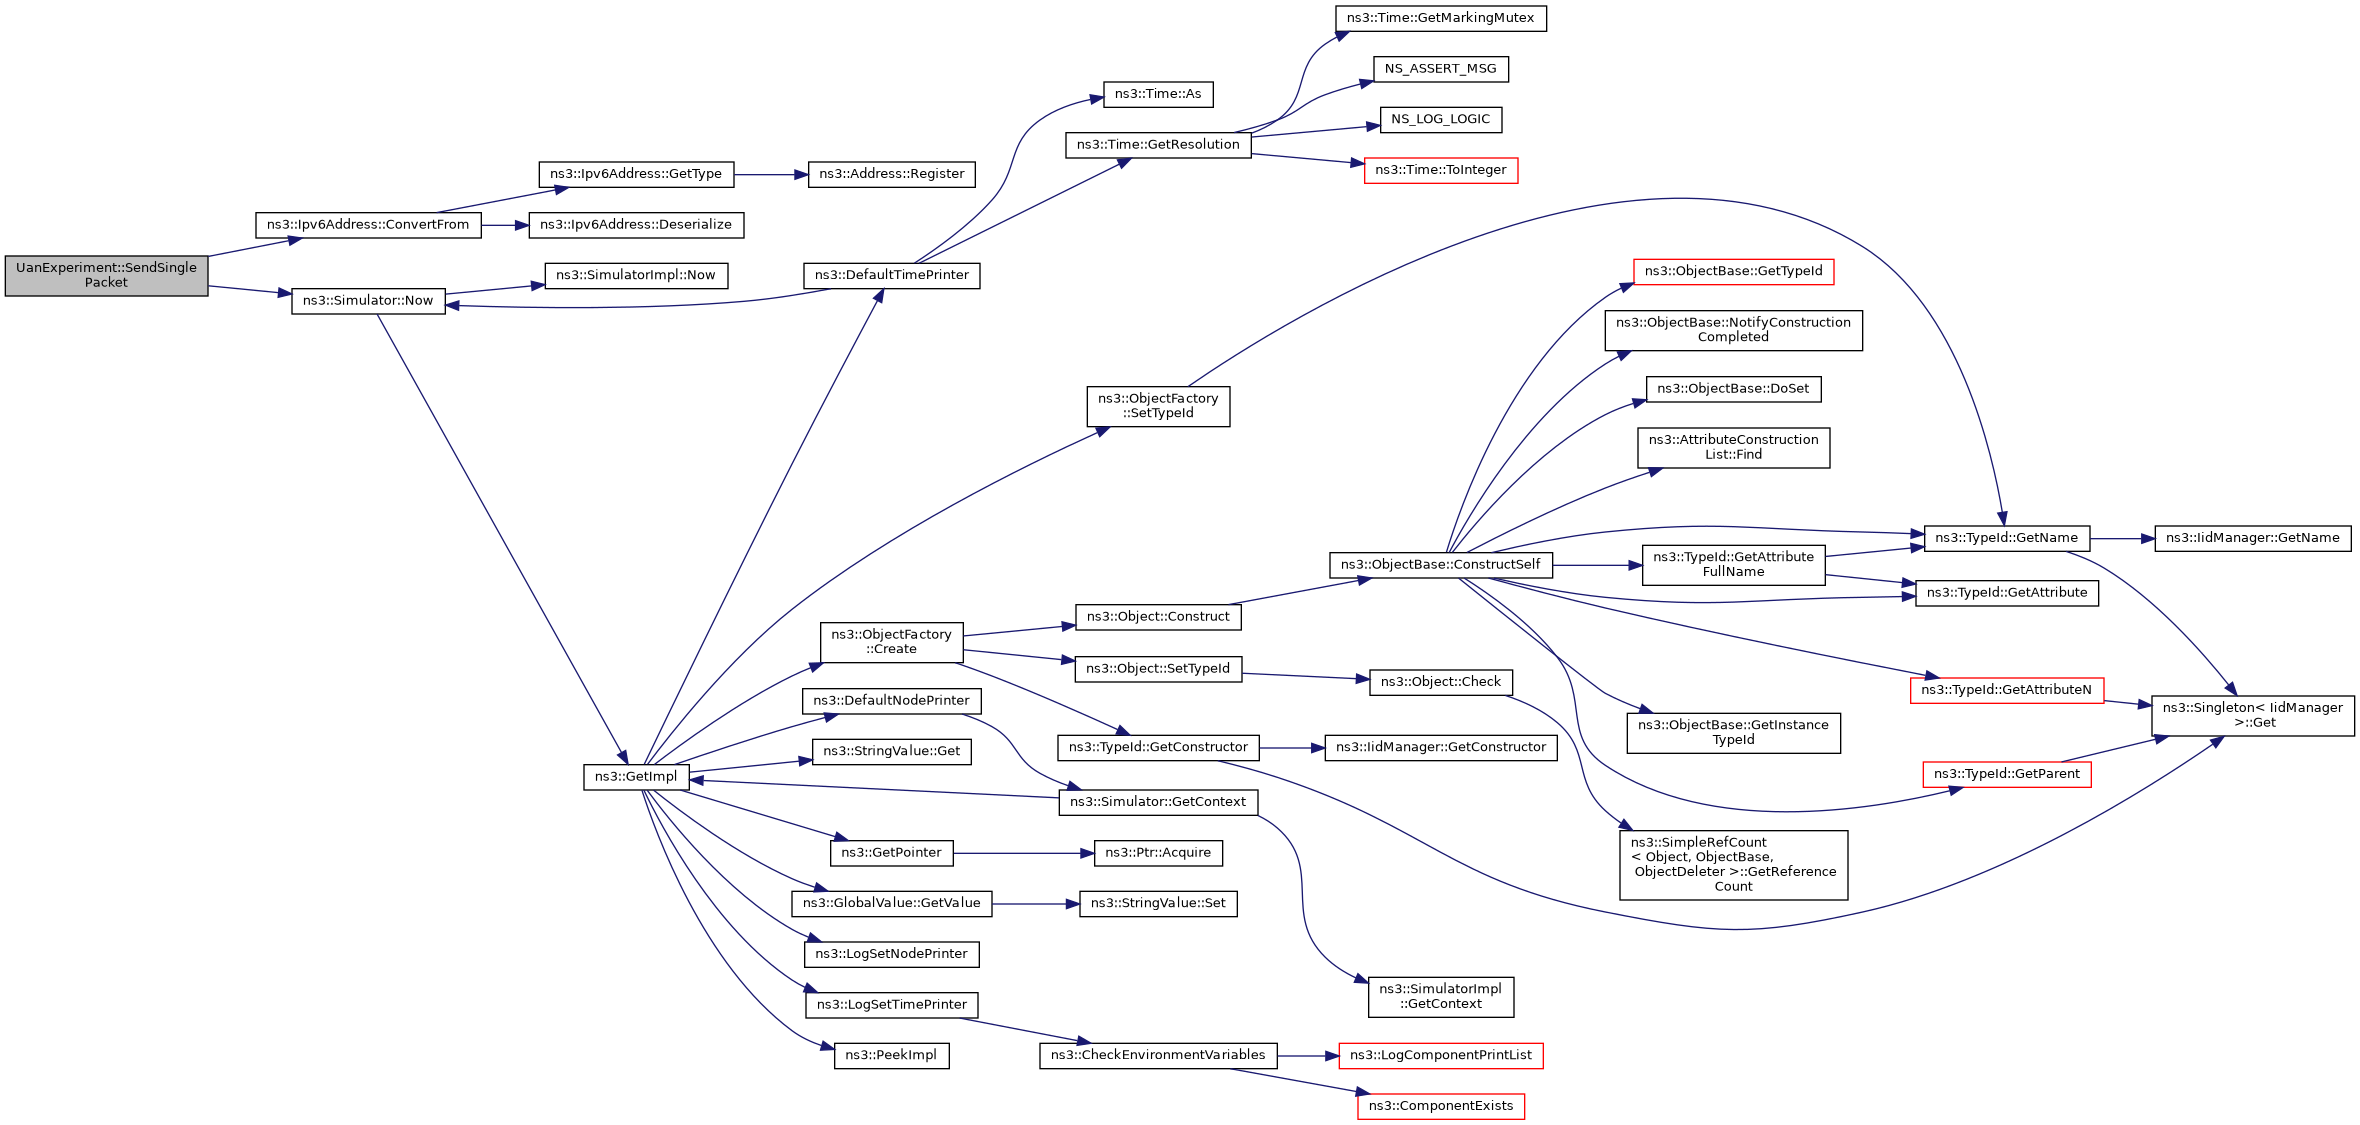 UanExperiment::SendSingle
Packet
ns3::Ipv6Address::ConvertFrom
ns3::Simulator::Now
ns3::Ipv6Address::GetType
ns3::Ipv6Address::Deserialize
ns3::SimulatorImpl::Now
ns3::GetImpl
ns3::Address::Register
ns3::DefaultTimePrinter
ns3::ObjectFactory
::Create
ns3::DefaultNodePrinter
ns3::StringValue::Get
ns3::GetPointer
ns3::GlobalValue::GetValue
ns3::LogSetNodePrinter
ns3::LogSetTimePrinter
ns3::PeekImpl
ns3::Time::As
ns3::Time::GetResolution
ns3::ObjectFactory
::SetTypeId
ns3::Object::Construct
ns3::Object::SetTypeId
ns3::TypeId::GetConstructor
ns3::Simulator::GetContext
ns3::Ptr::Acquire
ns3::StringValue::Set
ns3::CheckEnvironmentVariables
ns3::Time::GetMarkingMutex
NS_ASSERT_MSG
NS_LOG_LOGIC
ns3::Time::ToInteger
ns3::ObjectBase::ConstructSelf
ns3::Object::Check
ns3::IidManager::GetConstructor
ns3::SimulatorImpl
::GetContext
ns3::LogComponentPrintList
ns3::ComponentExists
ns3::ObjectBase::GetTypeId
ns3::ObjectBase::NotifyConstruction
Completed
ns3::ObjectBase::DoSet
ns3::AttributeConstruction
List::Find
ns3::TypeId::GetAttribute
FullName
ns3::ObjectBase::GetInstance
TypeId
ns3::SimpleRefCount
< Object, ObjectBase,
ObjectDeleter >::GetReference
Count
ns3::TypeId::GetName
ns3::TypeId::GetAttribute
ns3::TypeId::GetAttributeN
ns3::TypeId::GetParent
ns3::IidManager::GetName
ns3::Singleton< IidManager
>::Get